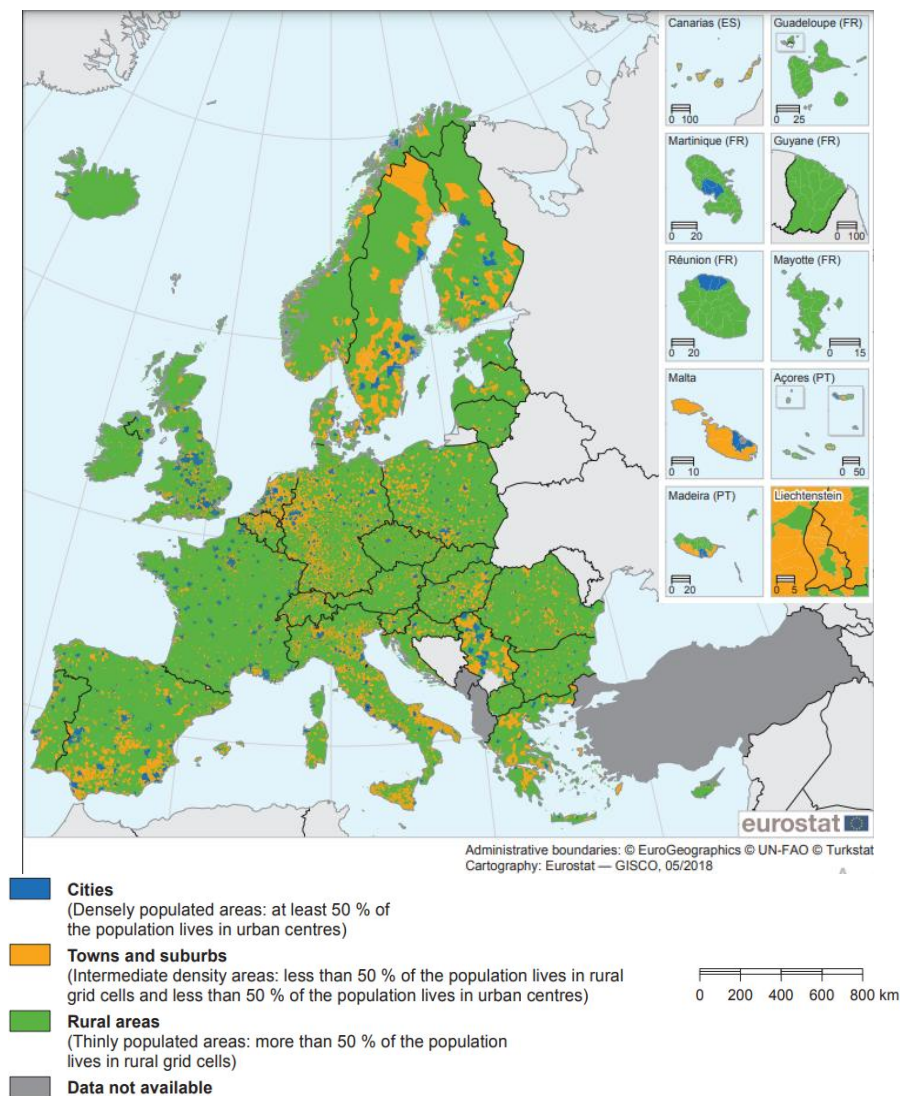 Canarias (ES)
0 100
Guadeloupe (FR)
0 25
Martinique (FR)
0 20
Guyane (FR)
0 100
Réunion (FR)
0 20
Mayotte (FR)
0 15
Malta
0 10
Açores (PT)
0 50
Madeira (PT)
0 20
Liechtenstein
0 5
eurostat
Administrative boundaries: © EuroGeographics © UN-FAO © Turkstat
Cartography: Eurostat — GISCO, 05/2018
Cities
(Densely populated areas: at least 50 % of
the population lives in urban centres)
Towns and suburbs
(Intermediate density areas: less than 50 % of the population lives in rural
grid cells and less than 50 % of the population lives in urban centres)
0 200 400 600 800 km
Rural areas
(Thinly populated areas: more than 50 % of the population
lives in rural grid cells)
Data not available